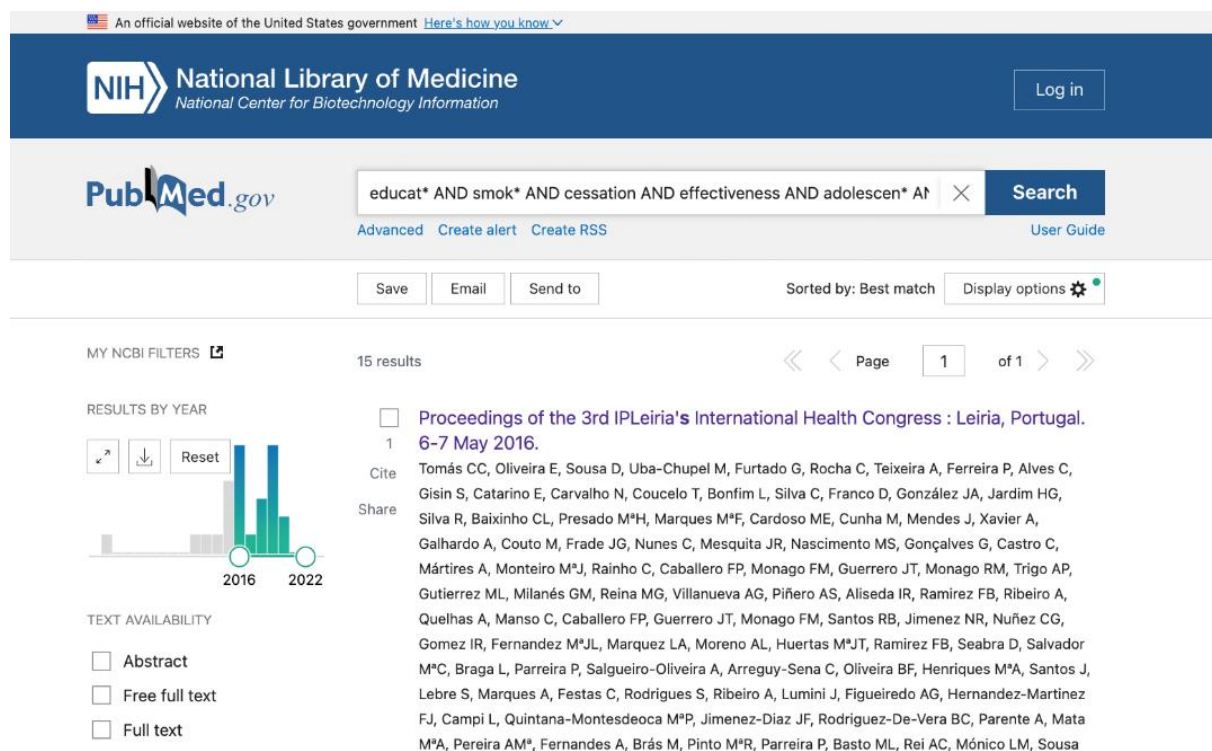 An official website of the United States government Here's how you know
NIH National Library of Medicine
National Center for Biotechnology Information
Log in
PubMed.gov
educat* AND smok* AND cessation AND effectiveness AND adolescen* AN
Search
Advanced Create alert Create RSS
User Guide
Save Email Send to
Sorted by: Best match Display options
MY NCBI FILTERS
15 results
Page 1 of 1
RESULTS BY YEAR
Reset
2016 2022
TEXT AVAILABILITY
Abstract
Free full text
Full text
1
Cite
Share
Proceedings of the 3rd IPLeiria's International Health Congress : Leiria, Portugal.
6-7 May 2016.
Tomás CC, Oliveira E, Sousa D, Uba-Chupel M, Furtado G, Rocha C, Teixeira A, Ferreira P, Alves C,
Gisin S, Catarino E, Carvalho N, Coucelo T, Bonfim L, Silva C, Franco D, González JA, Jardim HG,
Silva R, Baixinho CL, Presado MªH, Marques MªF, Cardoso ME, Cunha M, Mendes J, Xavier A,
Galhardo A, Couto M, Frade JG, Nunes C, Mesquita JR, Nascimento MS, Gonçalves G, Castro C,
Mártires A, Monteiro MªJ, Rainho C, Caballero FP, Monago FM, Guerrero JT, Monago RM, Trigo AP,
Gutierrez ML, Milanés GM, Reina MG, Villanueva AG, Piñero AS, Aliseda IR, Ramirez FB, Ribeiro A,
Quelhas A, Manso C, Caballero FP, Guerrero JT, Monago FM, Santos RB, Jimenez NR, Nuñez CG,
Gomez IR, Fernandez MªJL, Marquez LA, Moreno AL, Huertas MªJT, Ramirez FB, Seabra D, Salvador
MªC, Braga L, Parreira P, Salgueiro-Oliveira A, Arreguy-Sena C, Oliveira BF, Henriques MªA, Santos J,
Lebre S, Marques A, Festas C, Rodrigues S, Ribeiro A, Lumini J, Figueiredo AG, Hernandez-Martinez
FJ, Campi L, Quintana-Montesdeoca MªP, Jimenez-Diaz JF, Rodriguez-De-Vera BC, Parente A, Mata
MªA, Pereira AMª, Fernandes A, Brás M, Pinto MªR, Parreira P, Basto ML, Rei AC, Mónico LM, Sousa